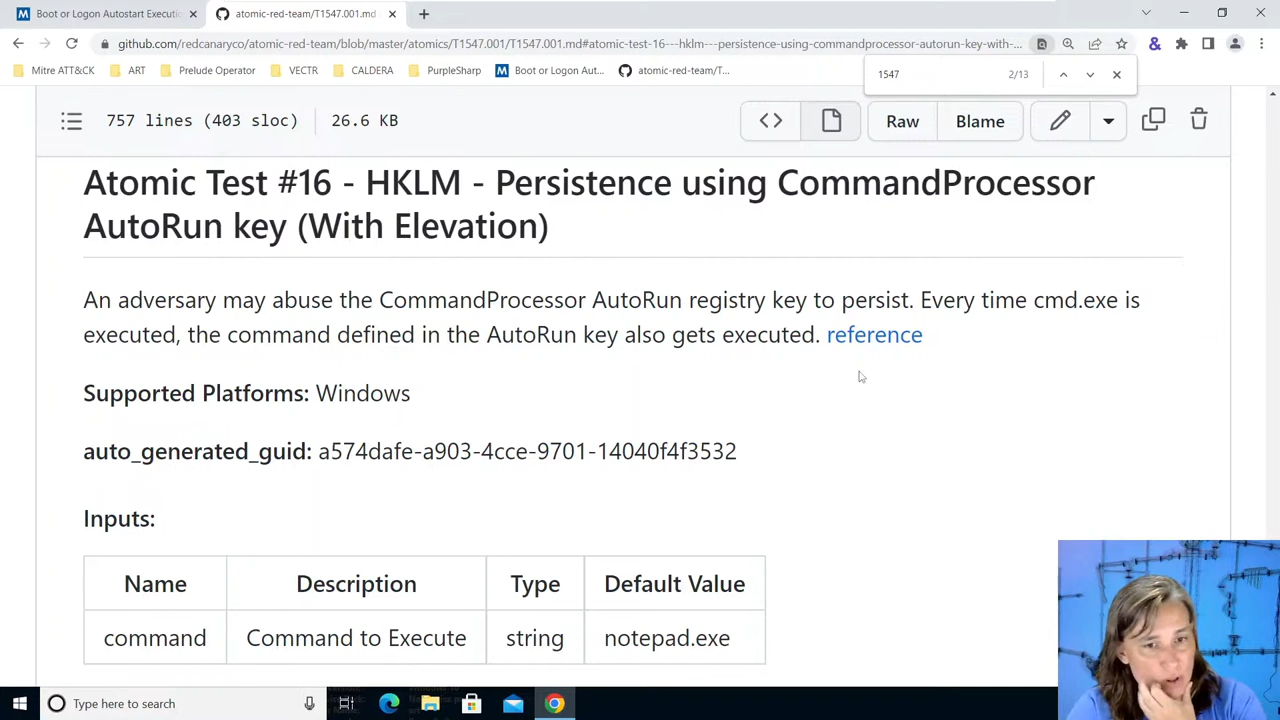 Boot or Logon Autostart Executi
atomic-red-team/T1547.001.md
github.com/redcanaryco/atomic-red-team/blob/master/atomics/T1547.001/T1547.001.md#atomic-test-16---hklm---persistence-using-commandprocessor-autorun-key-with-...
Mitre ATT&CK
ART
Prelude Operator
VECTR
CALDERA
PurpleSharp
Boot or Logon Aut...
atomic-red-team/T...
1547
2/13
757 lines (403 sloc)
26.6 KB
Raw
Blame
Atomic Test #16 - HKLM - Persistence using CommandProcessor
AutoRun key (With Elevation)
An adversary may abuse the CommandProcessor AutoRun registry key to persist. Every time cmd.exe is
executed, the command defined in the AutoRun key also gets executed. reference
Supported Platforms: Windows
auto_generated_guid: a574dafe-a903-4cce-9701-14040f4f3532
Inputs:
Name Description Type Default Value
command Command to Execute string notepad.exe
Type here to search